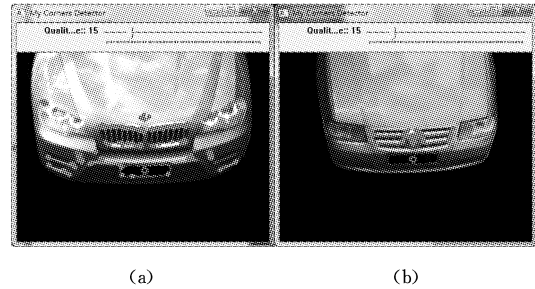 My Corners Detector
My Corners Detector
Qualit...e:: 15
Qualit...e:: 15
(a)
(b)